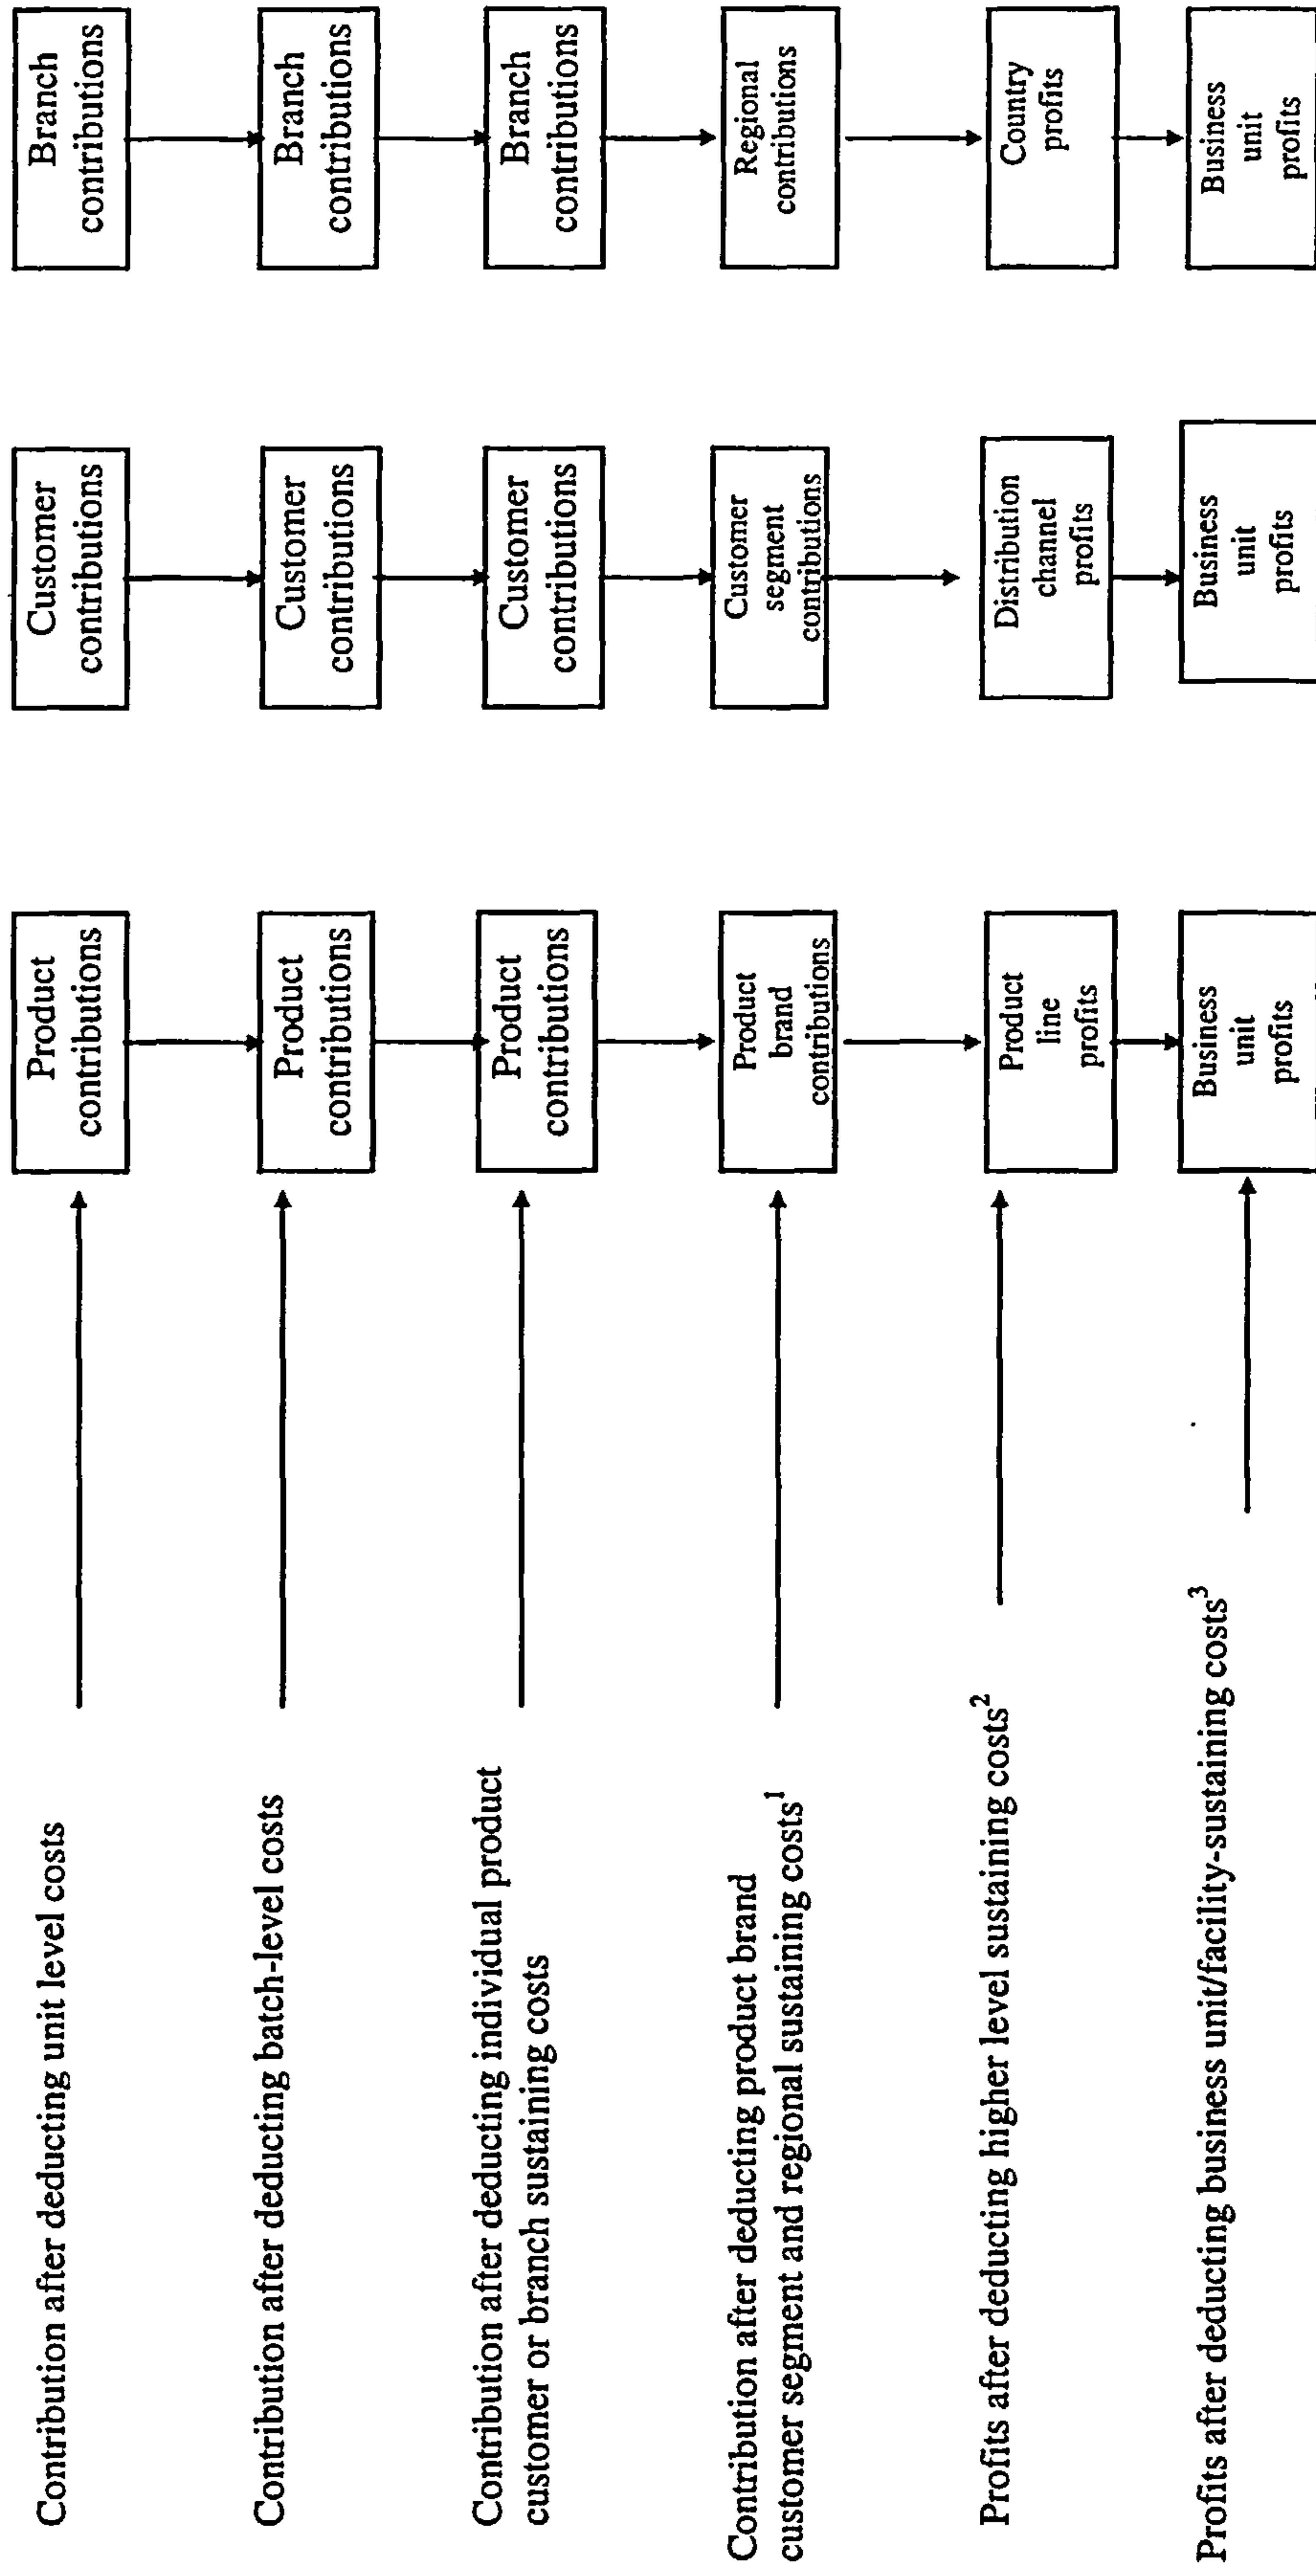 Contribution after deducting unit level costs
Product
contributions
Customer
contributions
Branch
contributions
Contribution after deducting batch-level costs
Product
contributions
Customer
contributions
Branch
contributions
Contribution after deducting individual product
customer or branch sustaining costs
Product
contributions
Customer
contributions
Branch
contributions
Contribution after deducting product brand
customer segment and regional sustaining costs¹
Product
brand
contributions
Customer
segment
contributions
Regional
contributions
Profits after deducting higher level sustaining costs²
Product
line
profits
Distribution
channel
profits
Country
profits
Profits after deducting business unit/facility-sustaining costs³
Business
unit
profits
Business
unit
profits
Business
unit
profits